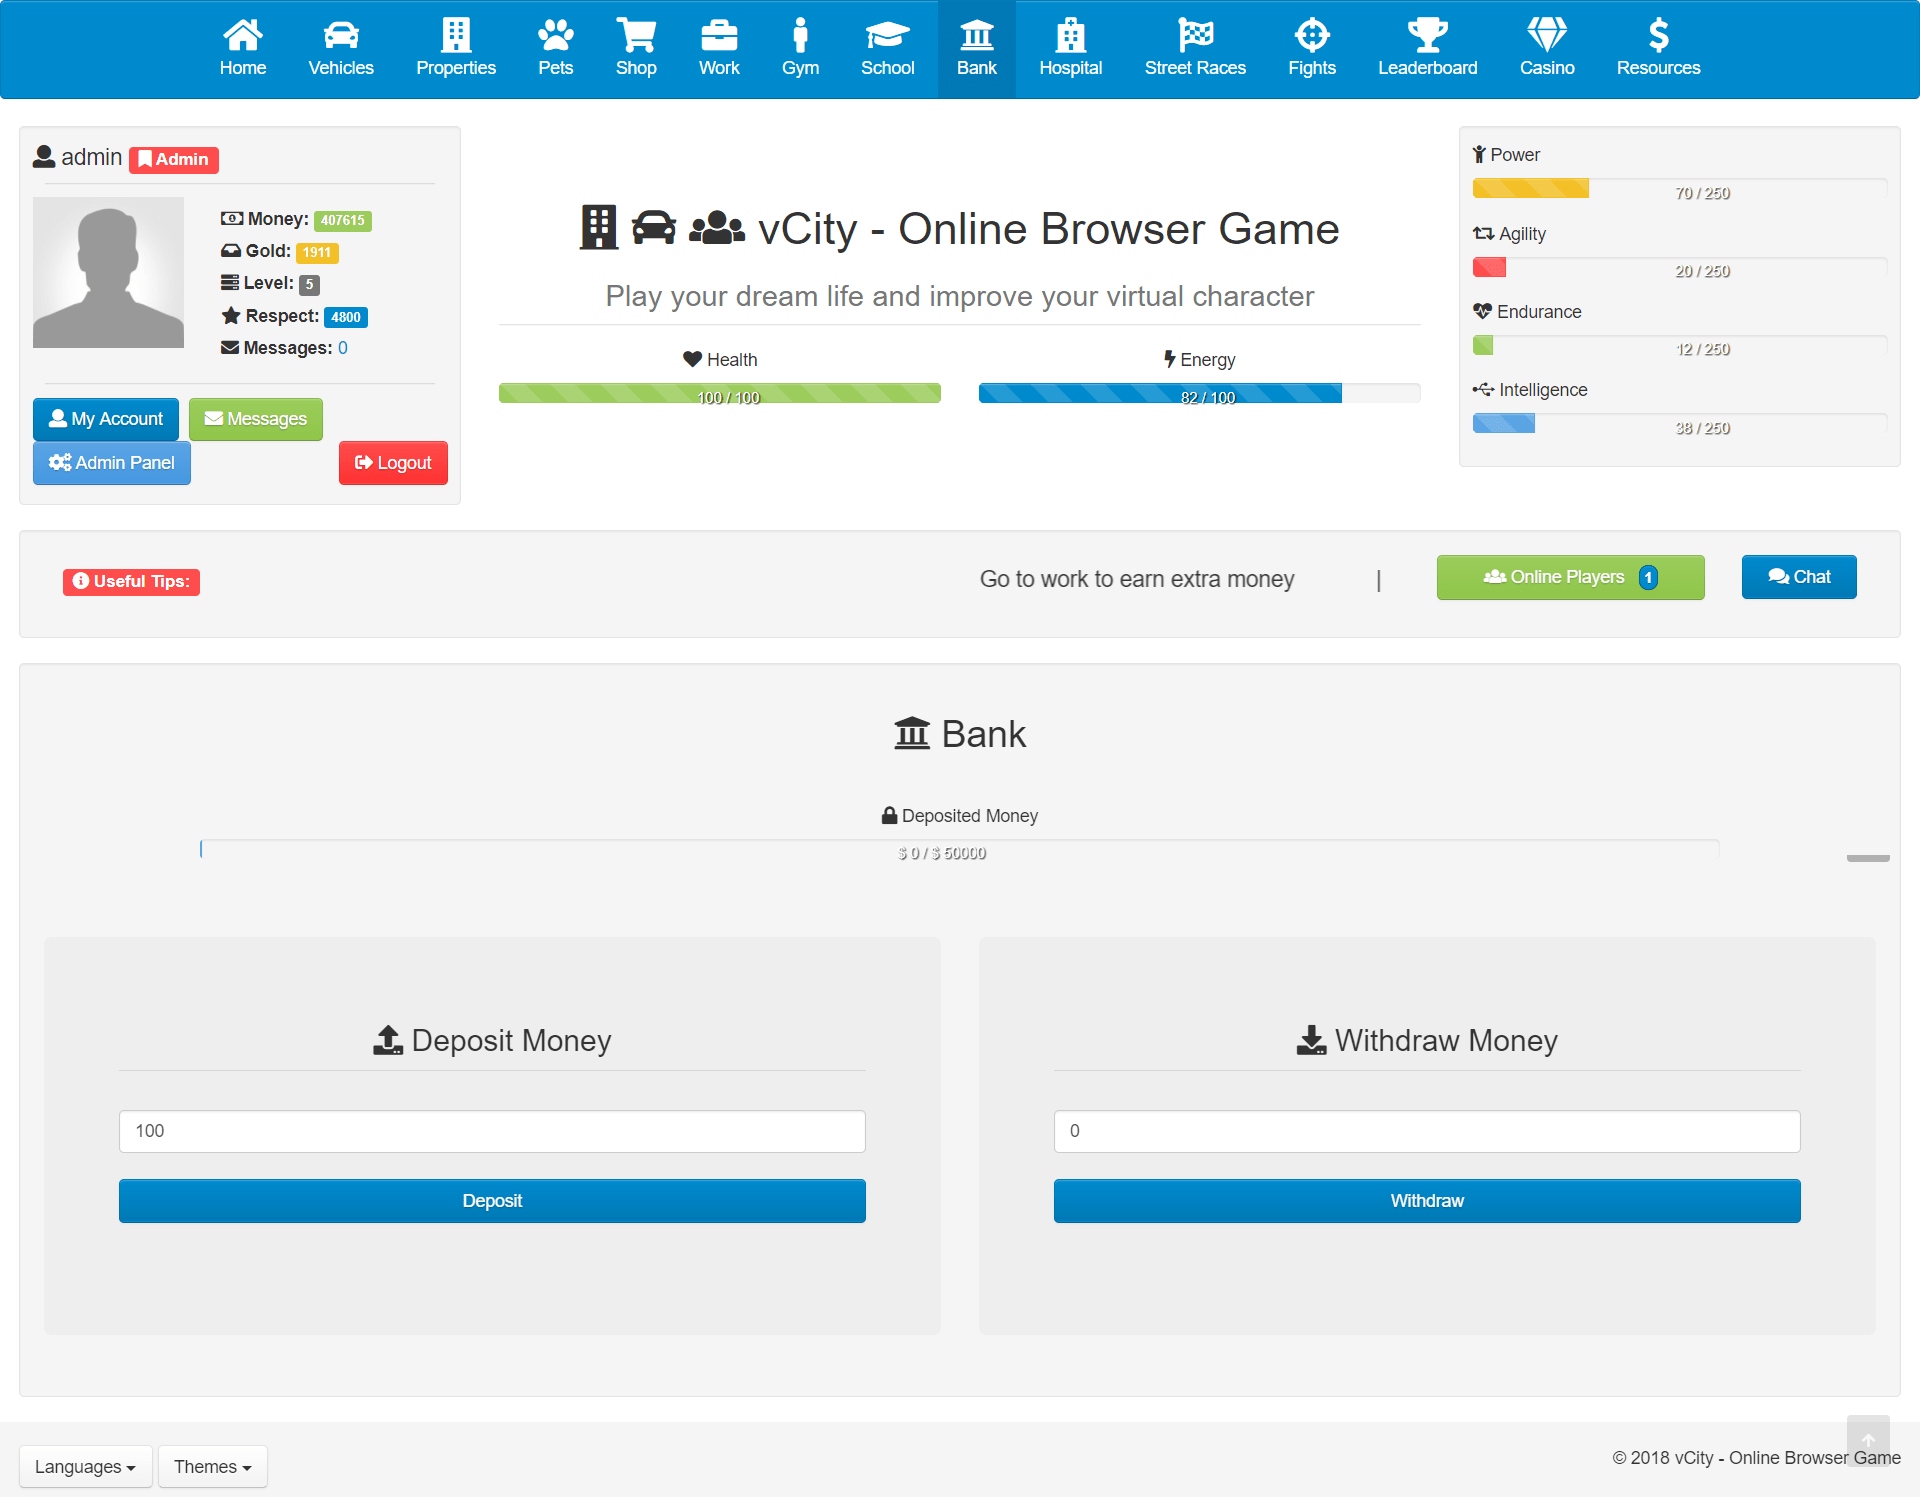 Home Vehicles Properties Pets Shop Work Gym School Bank Hospital Street Races Fights Leaderboard Casino Resources
admin Admin
Money: 407615
Gold: 1911
Level: 5
Respect: 4800
Messages: 0
My Account Messages
Admin Panel Logout
vCity - Online Browser Game
Play your dream life and improve your virtual character
Health Energy
100 / 100 82 / 100
Power
70 / 250
Agility
20 / 250
Endurance
12 / 250
Intelligence
38 / 250
Useful Tips: Go to work to earn extra money | Online Players 1 Chat
Bank
Deposited Money
$ 0 / $ 50000
Deposit Money
100
Deposit
Withdraw Money
0
Withdraw
Languages Themes © 2018 vCity - Online Browser Game